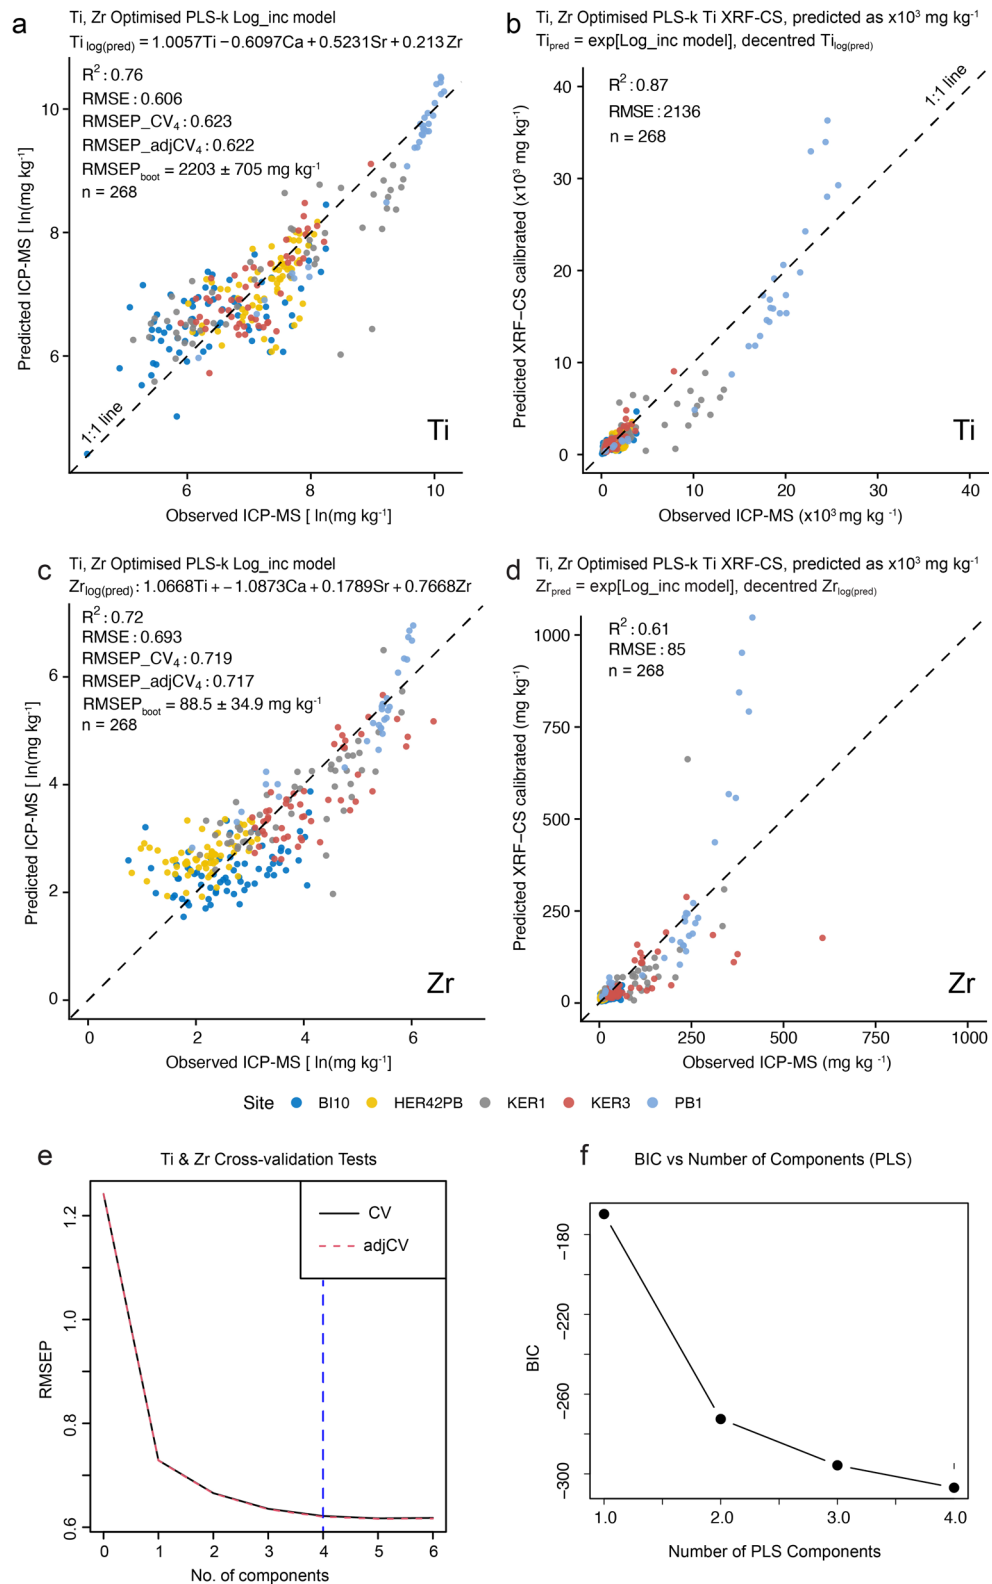 a
Ti, Zr Optimised PLS-k Log_inc model
Ti log(pred) = 1.0057Ti − 0.6097Ca + 0.5231Sr + 0.213 Zr
R2 : 0.76
RMSE : 0.606
RMSEP_CV4 : 0.623
RMSEP_adjCV4 : 0.622
RMSEPboot = 2203 ± 705 mg kg-1
n = 268
10
8
6
1:1 line
Ti
6
8
10
Predicted ICP-MS [ ln(mg kg-1]
Observed ICP-MS [ ln(mg kg-1]
b
Ti, Zr Optimised PLS-k Ti XRF-CS, predicted as x103 mg kg-1
Tipred = exp[Log_inc model], decentred Tilog(pred)
R2 : 0.87
RMSE : 2136
n = 268
1:1 line
40
30
20
10
0
Ti
0
10
20
30
40
Predicted XRF−CS calibrated (x103 mg kg-1)
Observed ICP-MS (x103 mg kg -1)
c
Ti, Zr Optimised PLS-k Log_inc model
Zrlog(pred) : 1.0668Ti + − 1.0873Ca + 0.1789Sr + 0.7668Zr
R2 : 0.72
RMSE : 0.693
RMSEP_CV4 : 0.719
RMSEP_adjCV4 : 0.717
RMSEPboot = 88.5 ± 34.9 mg kg-1
n = 268
6
4
2
0
Zr
0
2
4
6
Predicted ICP-MS [ ln(mg kg-1]
Observed ICP-MS [ ln(mg kg-1]
d
Ti, Zr Optimised PLS-k Ti XRF-CS, predicted as x103 mg kg-1
Zrpred = exp[Log_inc model], decentred Zrlog(pred)
R2 : 0.61
RMSE : 85
n = 268
1000
750
500
250
0
Zr
0
250
500
750
1000
Predicted XRF−CS calibrated (mg kg-1)
Observed ICP-MS (mg kg -1)
Site BI10 HER42PB KER1 KER3 PB1
e
Ti & Zr Cross-validation Tests
CV
adjCV
1.2
1.0
0.8
0.6
RMSEP
0 1 2 3 4 5 6
No. of components
f
BIC vs Number of Components (PLS)
−180
−220
−260
−300
BIC
1.0 2.0 3.0 4.0
Number of PLS Components